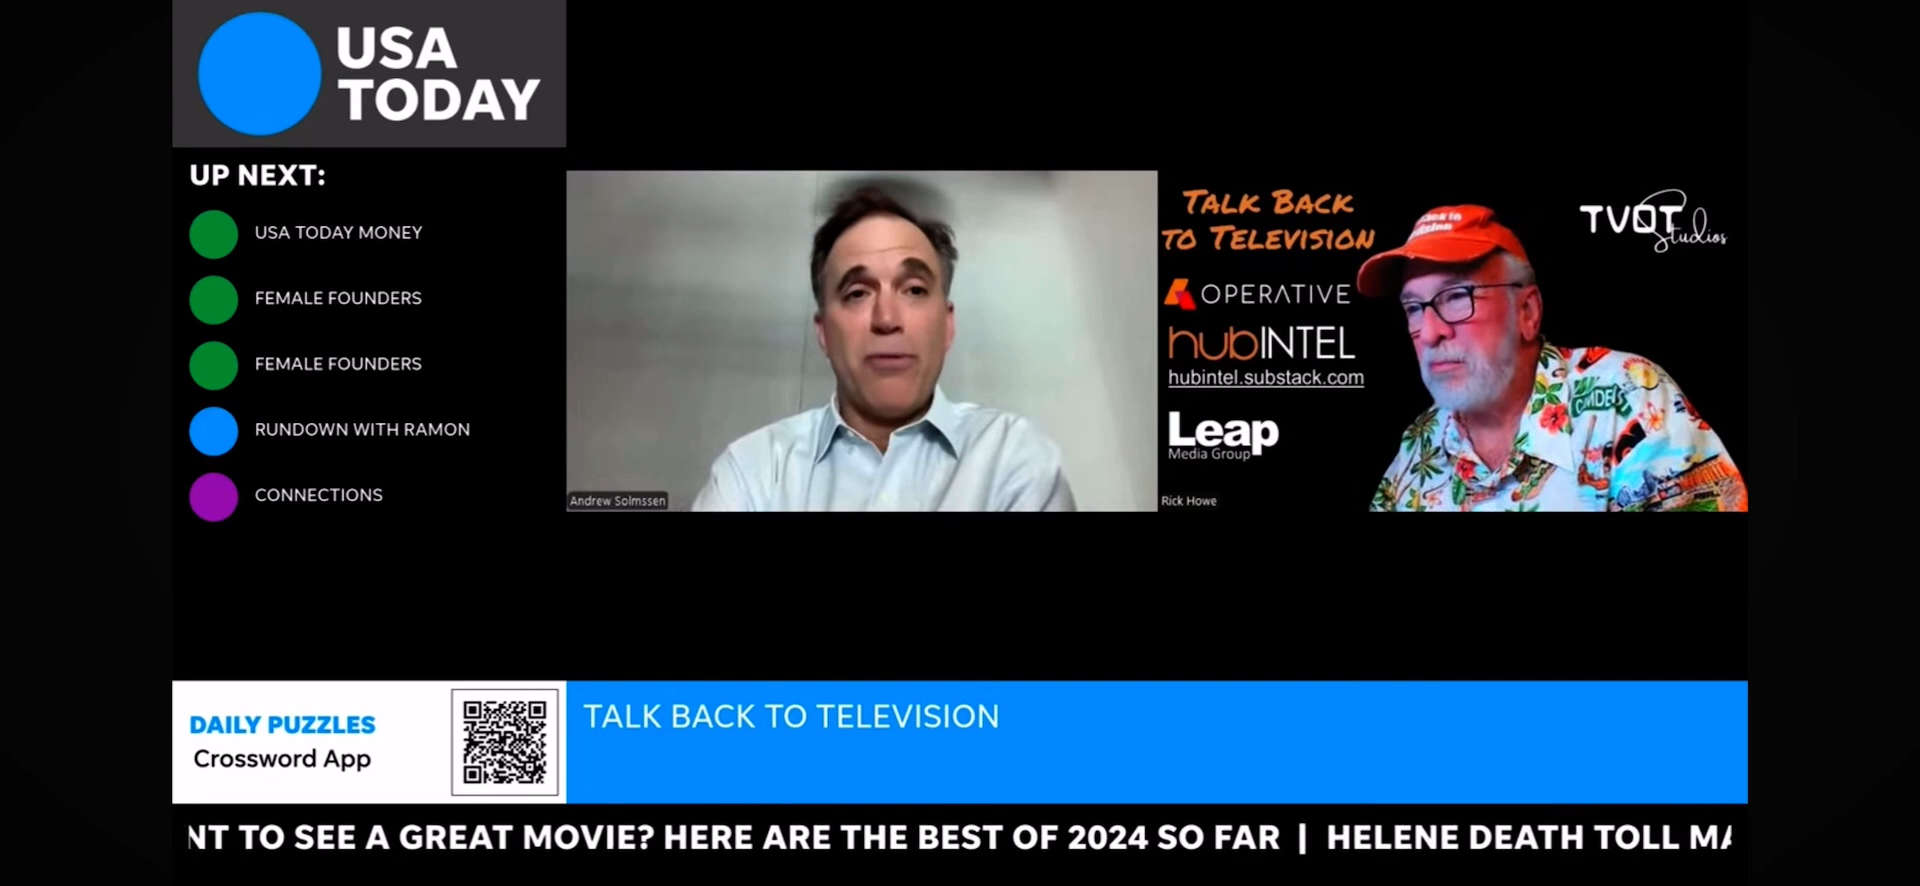 USA
TODAY
UP NEXT:
USA TODAY MONEY
FEMALE FOUNDERS
FEMALE FOUNDERS
RUNDOWN WITH RAMON
CONNECTIONS
Andrew Solmssen
TALK BACK
TO TELEVISION
OPERATIVE
hubINTEL
hubintel.substack.com
Leap
Media Group
Rick Howe
TVOT
Studios
DAILY PUZZLES
Crossword App
TALK BACK TO TELEVISION
NT TO SEE A GREAT MOVIE? HERE ARE THE BEST OF 2024 SO FAR | HELENE DEATH TOLL MA